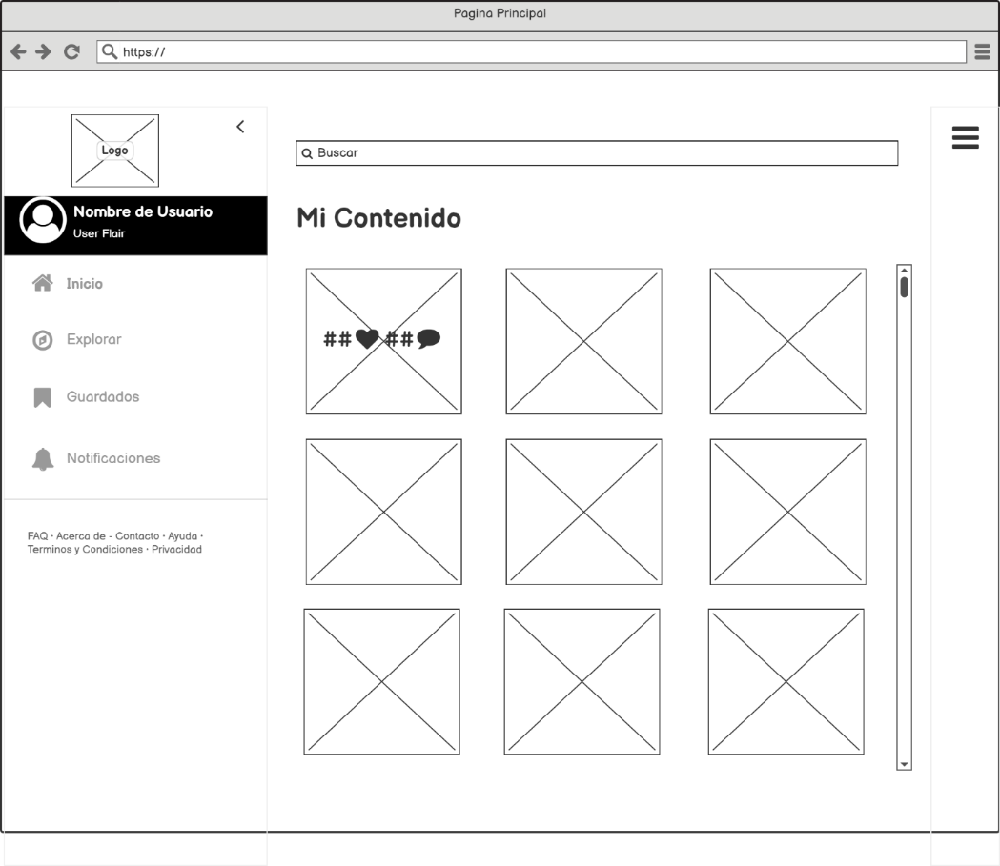 Pagina Principal
https://
Logo
Nombre de Usuario
User Flair
Inicio
Explorar
Guardados
Notificaciones
FAQ · Acerca de - Contacto · Ayuda ·
Terminos y Condiciones · Privacidad
Buscar
Mi Contenido
## ##